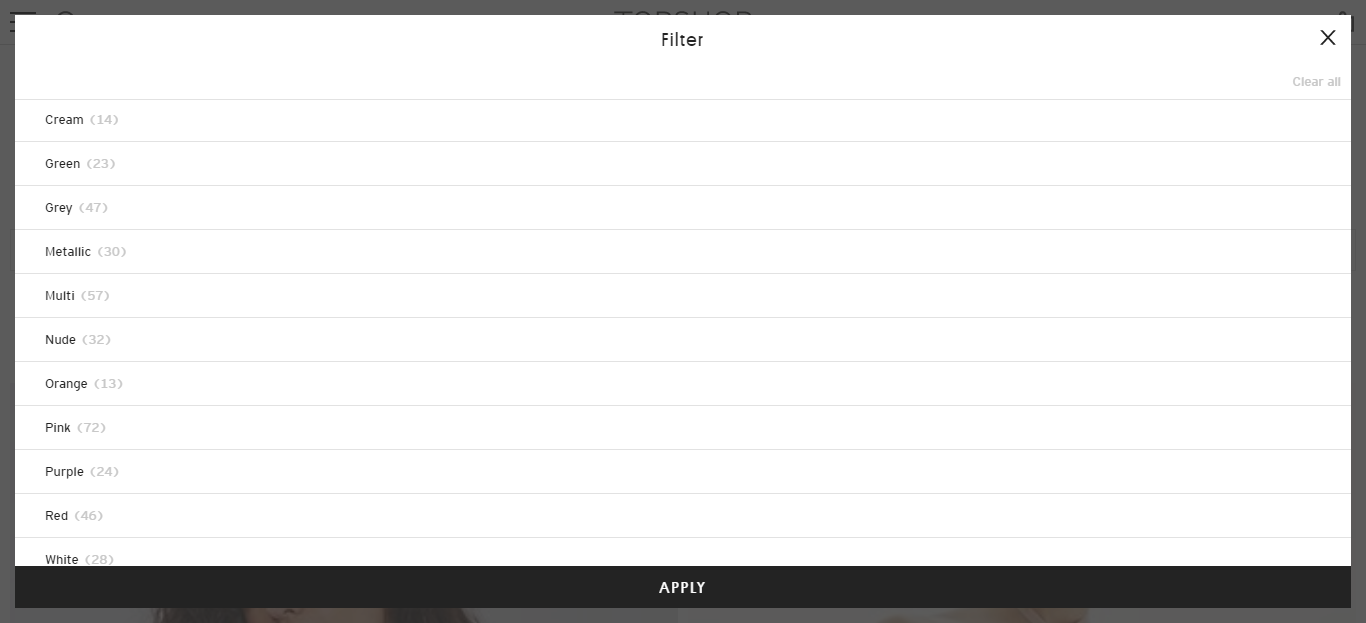 TOPSHOP
Filter
Clear all
Cream (14)
Green (23)
Grey (47)
Metallic (30)
Multi (57)
Nude (32)
Orange (13)
Pink (72)
Purple (24)
Red (46)
White (28)
APPLY